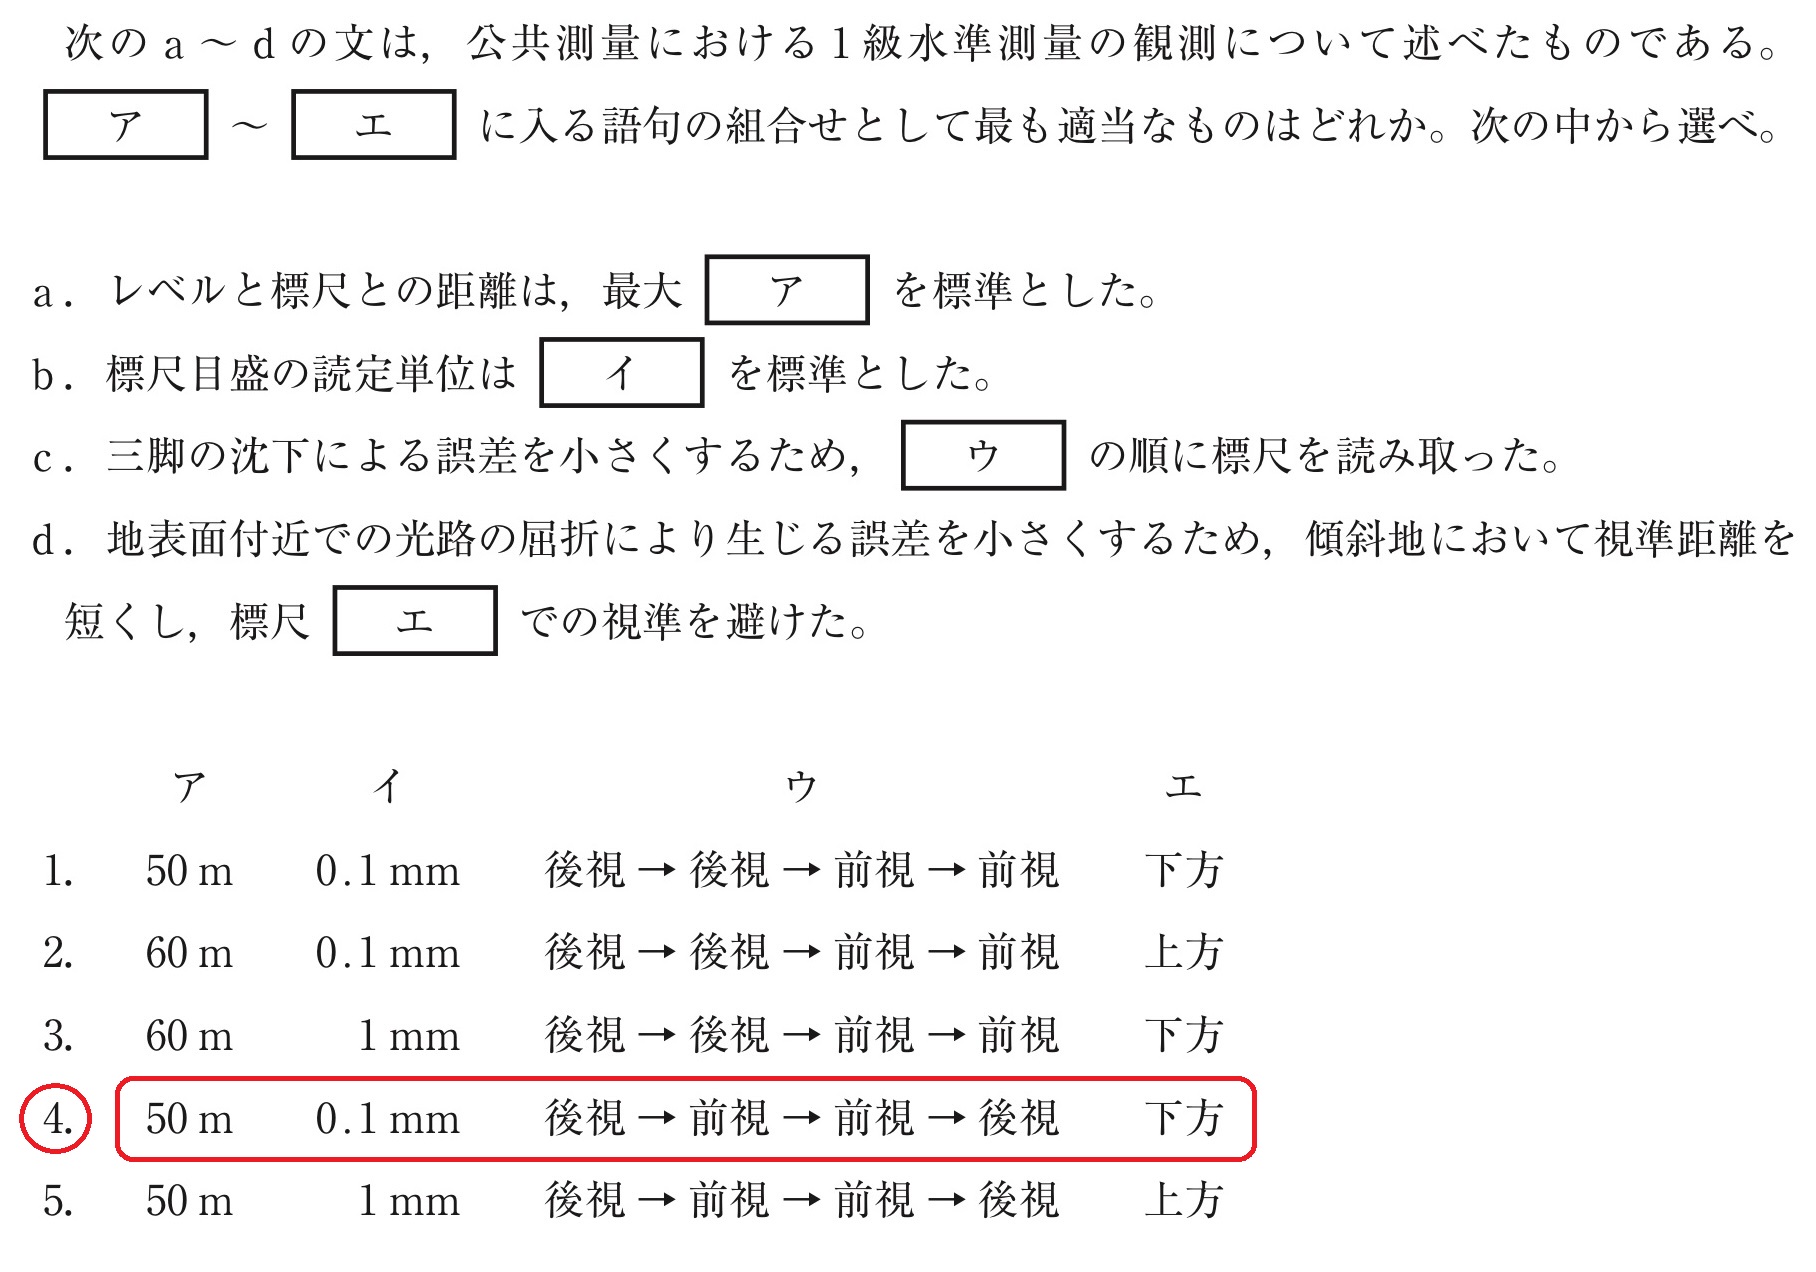 次の a ～ d の文は，公共測量における1級水準測量の観測について述べたものである。
ア ～ エ に入る語句の組合せとして最も適当なものはどれか。次の中から選べ。
a．レベルと標尺との距離は，最大 ア を標準とした。
b．標尺目盛の読定単位は イ を標準とした。
c．三脚の沈下による誤差を小さくするため， ウ の順に標尺を読み取った。
d．地表面付近での光路の屈折により生じる誤差を小さくするため，傾斜地において視準距離を
短くし，標尺 エ での視準を避けた。
ア イ ウ エ
1. 50 m 0.1 mm 後視 → 後視 → 前視 → 前視 下方
2. 60 m 0.1 mm 後視 → 後視 → 前視 → 前視 上方
3. 60 m 1 mm 後視 → 後視 → 前視 → 前視 下方
4. 50 m 0.1 mm 後視 → 前視 → 前視 → 後視 下方
5. 50 m 1 mm 後視 → 前視 → 前視 → 後視 上方